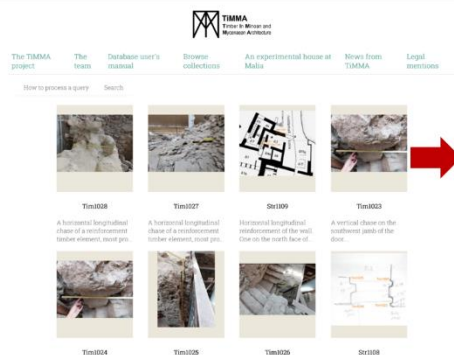 TiMMA
Timber in Minoan and
Mycenaean Architecture
The TiMMA project
The team
Database user's manual
Browse collections
An experimental house at Malia
News from TiMMA
Legal mentions
How to process a query
Search
Tim1028
Tim1027
Str1109
Tim1023
A horizontal longitudinal
chase of a reinforcement
timber element, most pro...
A horizontal longitudinal
chase of a reinforcement
timber element, most pro...
Horizontal longitudinal
reinforcement of the wall.
One on the north face of...
A vertical chase on the
southwest jamb of the
door.
Tim1024
Tim1025
Tim1026
Str1108